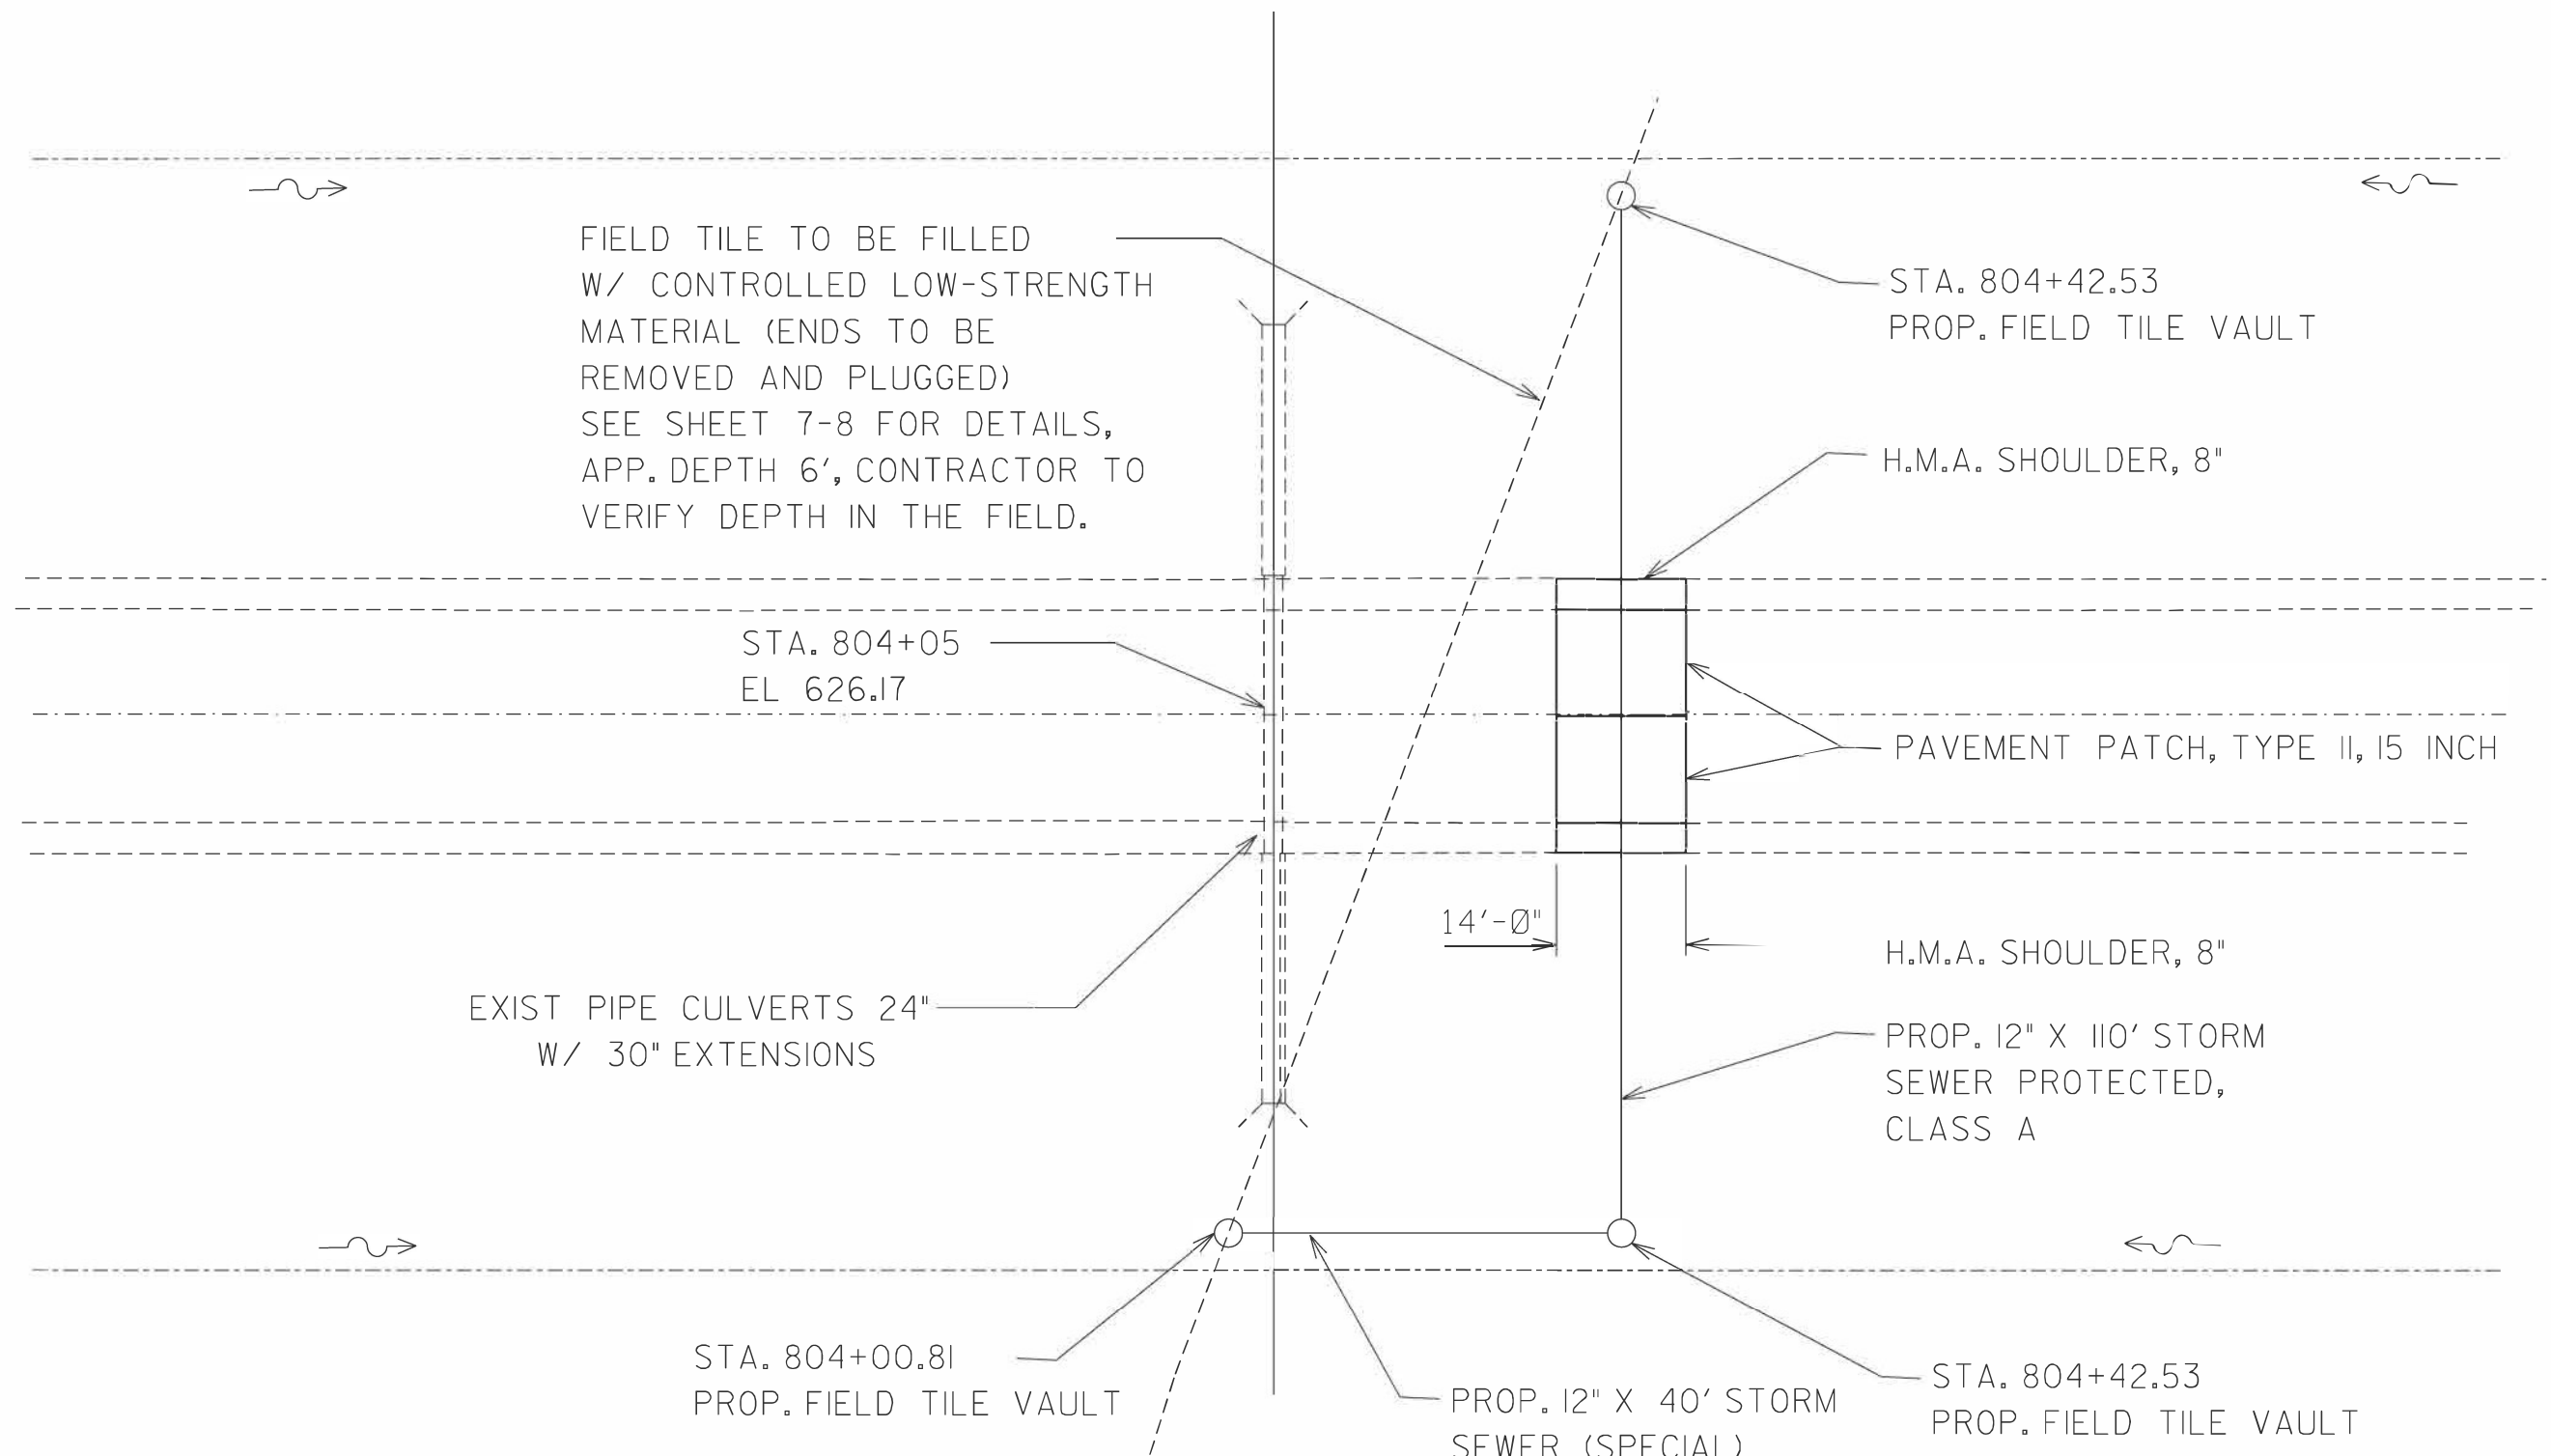 FIELD TILE TO BE FILLED
W/ CONTROLLED LOW-STRENGTH
MATERIAL (ENDS TO BE
REMOVED AND PLUGGED)
SEE SHEET 7-8 FOR DETAILS,
APP. DEPTH 6', CONTRACTOR TO
VERIFY DEPTH IN THE FIELD.
STA. 804+42.53
PROP. FIELD TILE VAULT
H.M.A. SHOULDER, 8"
STA. 804+05
EL 626.17
PAVEMENT PATCH, TYPE II, 15 INCH
14'-0"
H.M.A. SHOULDER, 8"
EXIST PIPE CULVERTS 24"
W/ 30" EXTENSIONS
PROP. 12" X 110' STORM
SEWER PROTECTED,
CLASS A
STA. 804+00.81
PROP. FIELD TILE VAULT
PROP. 12" X 40' STORM
SEWER (SPECIAL)
STA. 804+42.53
PROP. FIELD TILE VAULT